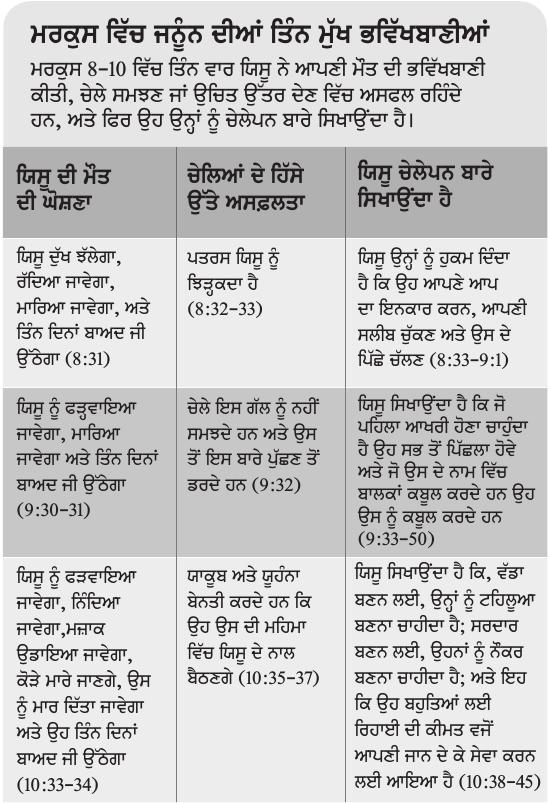 ਮਰਕੁਸ ਵਿੱਚ ਜਨੂੰਨ ਦੀਆਂ ਤਿੰਨ ਮੁੱਖ ਭਵਿੱਖਬਾਣੀਆਂ
ਮਰਕੁਸ 8–10 ਵਿੱਚ ਤਿੰਨ ਵਾਰ ਯਿਸੂ ਨੇ ਆਪਣੀ ਮੌਤ ਦੀ ਭਵਿੱਖਬਾਣੀ
ਕੀਤੀ, ਚੇਲੇ ਸਮਝਣ ਜਾਂ ਉਚਿਤ ਉੱਤਰ ਦੇਣ ਵਿੱਚ ਅਸਫਲ ਰਹਿੰਦੇ
ਹਨ, ਅਤੇ ਫਿਰ ਉਹ ਉਨ੍ਹਾਂ ਨੂੰ ਚੇਲੇਪਨ ਬਾਰੇ ਸਿਖਾਉਂਦਾ ਹੈ।
ਯਿਸੂ ਦੀ ਮੌਤ
ਦੀ ਘੋਸ਼ਣਾ
ਚੇਲਿਆਂ ਦੇ ਹਿੱਸੇ
ਉੱਤੇ ਅਸਫ਼ਲਤਾ
ਯਿਸੂ ਚੇਲੇਪਨ ਬਾਰੇ
ਸਿਖਾਉਂਦਾ ਹੈ
ਯਿਸੂ ਦੁੱਖ ਝੱਲੇਗਾ,
ਰੱਦਿਆ ਜਾਵੇਗਾ,
ਮਾਰਿਆ ਜਾਵੇਗਾ, ਅਤੇ
ਤਿੰਨ ਦਿਨਾਂ ਬਾਅਦ ਜੀ
ਉੱਠੇਗਾ (8:31)
ਪਤਰਸ ਯਿਸੂ ਨੂੰ
ਝਿੜ੍ਹਕਦਾ ਹੈ
(8:32–33)
ਯਿਸੂ ਉਨ੍ਹਾਂ ਨੂੰ ਹੁਕਮ ਦਿੰਦਾ
ਹੈ ਕਿ ਉਹ ਆਪਣੇ ਆਪ
ਦਾ ਇਨਕਾਰ ਕਰਨ, ਆਪਣੀ
ਸਲੀਬ ਚੁੱਕਣ ਅਤੇ ਉਸ ਦੇ
ਪਿੱਛੇ ਚੱਲਣ (8:33–9:1)
ਯਿਸੂ ਨੂੰ ਫੜ੍ਹਵਾਇਆ
ਜਾਵੇਗਾ, ਮਾਰਿਆ
ਜਾਵੇਗਾ ਅਤੇ ਤਿੰਨ ਦਿਨਾਂ
ਬਾਅਦ ਜੀ ਉੱਠੇਗਾ
(9:30–31)
ਚੇਲੇ ਇਸ ਗੱਲ ਨੂੰ ਨਹੀਂ
ਸਮਝਦੇ ਹਨ ਅਤੇ ਉਸ
ਤੋਂ ਇਸ ਬਾਰੇ ਪੁੱਛਣ ਤੋਂ
ਡਰਦੇ ਹਨ (9:32)
ਯਿਸੂ ਸਿਖਾਉਂਦਾ ਹੈ ਕਿ ਜੋ
ਪਹਿਲਾ ਆਖਰੀ ਹੋਣਾ ਚਾਹੁੰਦਾ
ਹੈ ਉਹ ਸਭ ਤੋਂ ਪਿੱਛਲਾ ਹੋਵੇ
ਅਤੇ ਜੋ ਉਸ ਦੇ ਨਾਮ ਵਿੱਚ
ਬਾਲਕਾਂ ਕਬੂਲ ਕਰਦੇ ਹਨ ਉਹ
ਉਸ ਨੂੰ ਕਬੂਲ ਕਰਦੇ ਹਨ
(9:33–50)
ਯਿਸੂ ਨੂੰ ਫੜਵਾਇਆ
ਜਾਵੇਗਾ, ਨਿੰਦਿਆ
ਜਾਵੇਗਾ,ਮਜ਼ਾਕ
ਉਡਾਇਆ ਜਾਵੇਗਾ,
ਕੋੜੇ ਮਾਰੇ ਜਾਣਗੇ, ਉਸ
ਨੂੰ ਮਾਰ ਦਿੱਤਾ ਜਾਵੇਗਾ
ਅਤੇ ਉਹ ਤਿੰਨ ਦਿਨਾਂ
ਬਾਅਦ ਜੀ ਉੱਠੇਗਾ
(10:33–34)
ਯਾਕੂਬ ਅਤੇ ਯੂਹੰਨਾ
ਬੇਨਤੀ ਕਰਦੇ ਹਨ ਕਿ
ਉਹ ਉਸ ਦੀ ਮਹਿਮਾ
ਵਿੱਚ ਯਿਸੂ ਦੇ ਨਾਲ
ਬੈਠਣਗੇ (10:35–37)
ਯਿਸੂ ਸਿਖਾਉਂਦਾ ਹੈ ਕਿ, ਵੱਡਾ
ਬਣਨ ਲਈ, ਉਨ੍ਹਾਂ ਨੂੰ ਟਹਿਲੂਆ
ਬਣਨਾ ਚਾਹੀਦਾ ਹੈ; ਸਰਦਾਰ
ਬਣਨ ਲਈ, ਉਹਨਾਂ ਨੂੰ ਨੌਕਰ
ਬਣਨਾ ਚਾਹੀਦਾ ਹੈ; ਅਤੇ ਇਹ
ਕਿ ਉਹ ਬਹੁਤਿਆਂ ਲਈ
ਰਿਹਾਈ ਦੀ ਕੀਮਤ ਵਜੋਂ
ਆਪਣੀ ਜਾਨ ਦੇ ਕੇ ਸੇਵਾ ਕਰਨ
ਲਈ ਆਇਆ ਹੈ (10:38–45)